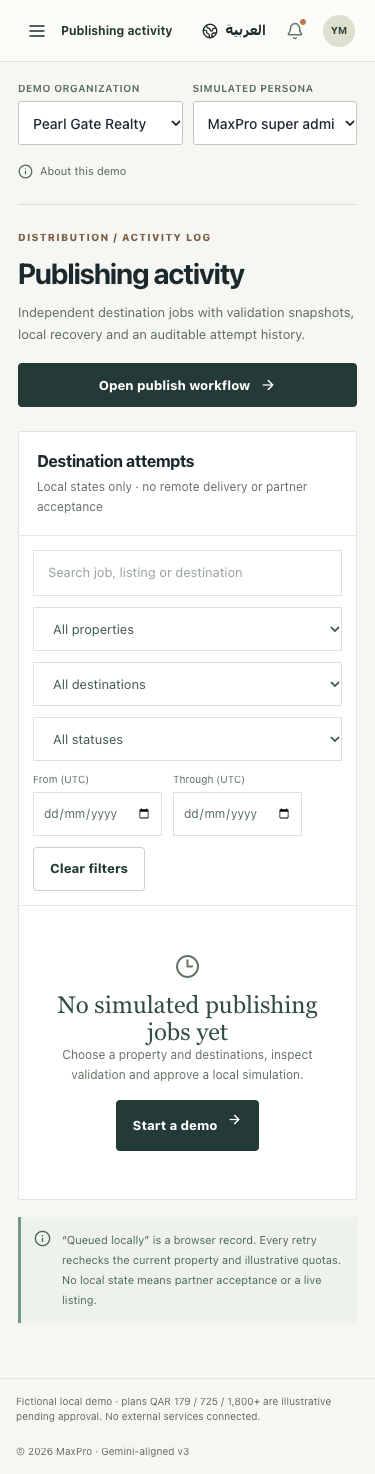 Publishing activity
العربية
YM
DEMO ORGANIZATION
SIMULATED PERSONA
Pearl Gate Realty
MaxPro super admi
About this demo
DISTRIBUTION / ACTIVITY LOG
Publishing activity
Independent destination jobs with validation snapshots,
local recovery and an auditable attempt history.
Open publish workflow
Destination attempts
Local states only · no remote delivery or partner
acceptance
Search job, listing or destination
All properties
All destinations
All statuses
From (UTC)
Through (UTC)
dd/mm/yyyy
dd/mm/yyyy
Clear filters
No simulated publishing
jobs yet
Choose a property and destinations, inspect
validation and approve a local simulation.
Start a demo
“Queued locally” is a browser record. Every retry
rechecks the current property and illustrative quotas.
No local state means partner acceptance or a live
listing.
Fictional local demo · plans QAR 179 / 725 / 1,800+ are illustrative
pending approval. No external services connected.
© 2026 MaxPro · Gemini-aligned v3